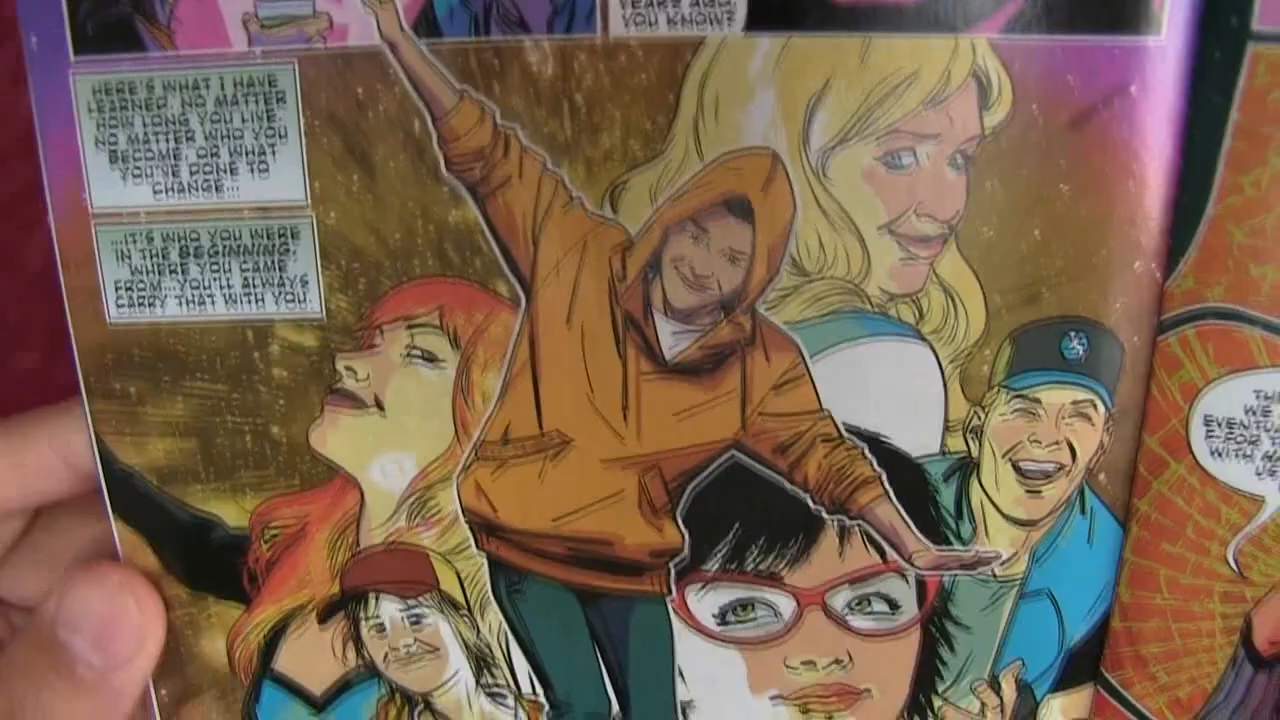 YEARS AGO,
YOU KNOW?
HERE'S WHAT I HAVE
LEARNED. NO MATTER
HOW LONG YOU LIVE.
NO MATTER WHO YOU
BECOME, OR WHAT
YOU'VE DONE TO
CHANGE...
...IT'S WHO YOU WERE
IN THE BEGINNING,
WHERE YOU CAME
FROM...YOU'LL ALWAYS
CARRY THAT WITH YOU.
WE
WITH